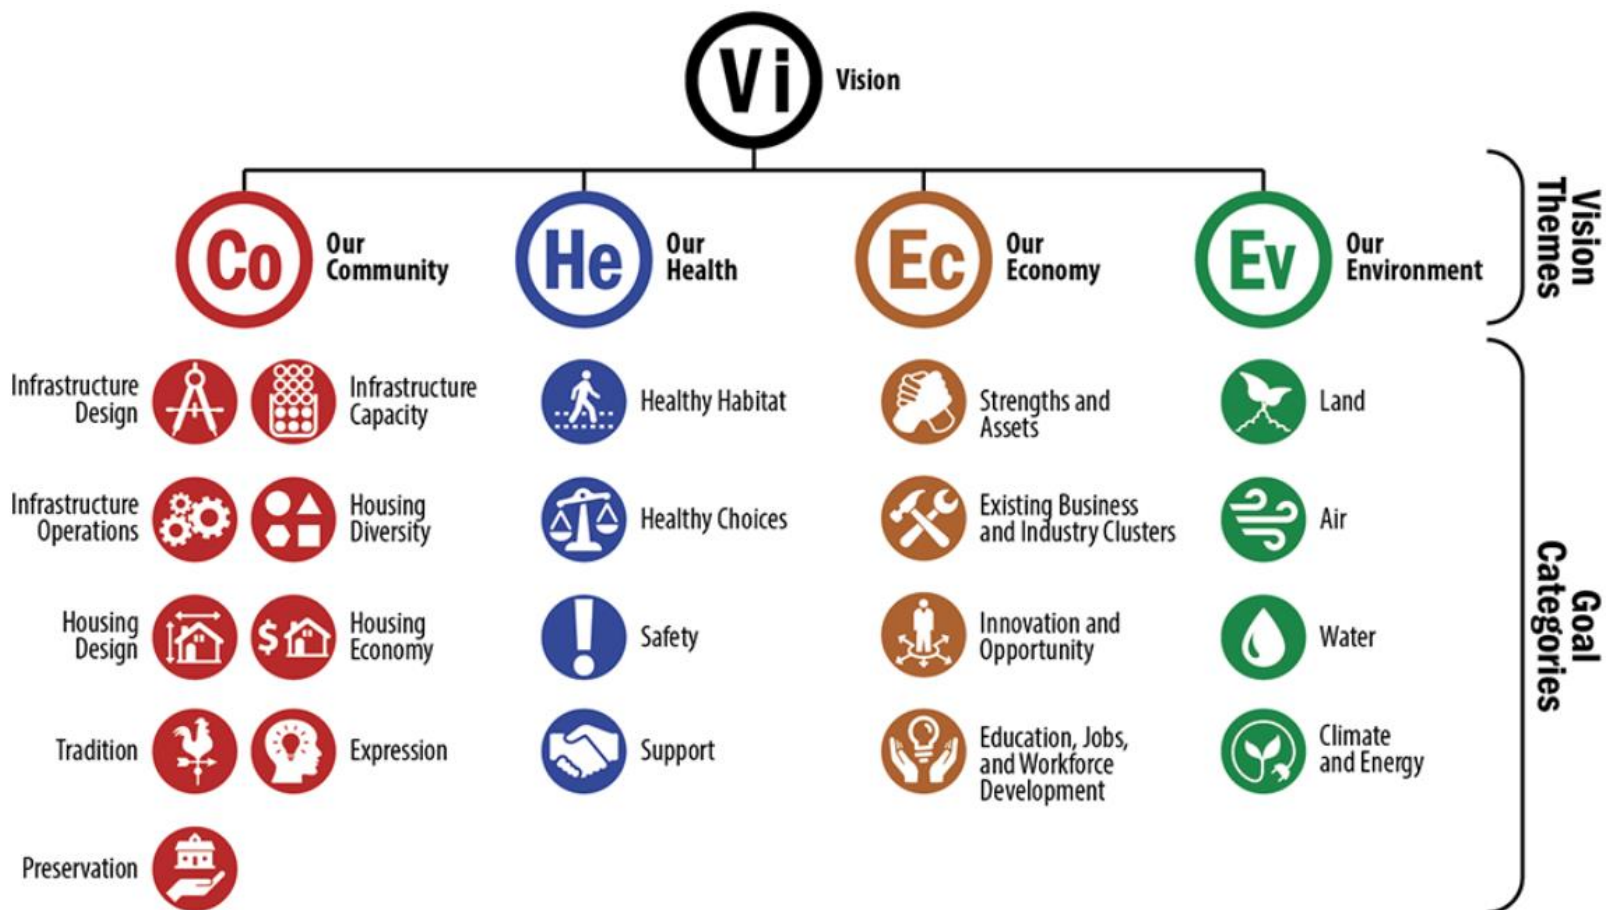 Vi
Vision
Co
Our
Community
He
Our
Health
Ec
Our
Economy
Ev
Our
Environment
Vision
Themes
Infrastructure
Design
Infrastructure
Capacity
Healthy Habitat
Strengths and
Assets
Land
Infrastructure
Operations
Housing
Diversity
Healthy Choices
Existing Business
and Industry Clusters
Air
Housing
Design
$
Housing
Economy
Safety
Innovation and
Opportunity
Water
Tradition
Expression
Support
Education, Jobs,
and Workforce
Development
Climate
and Energy
Preservation
Goal
Categories